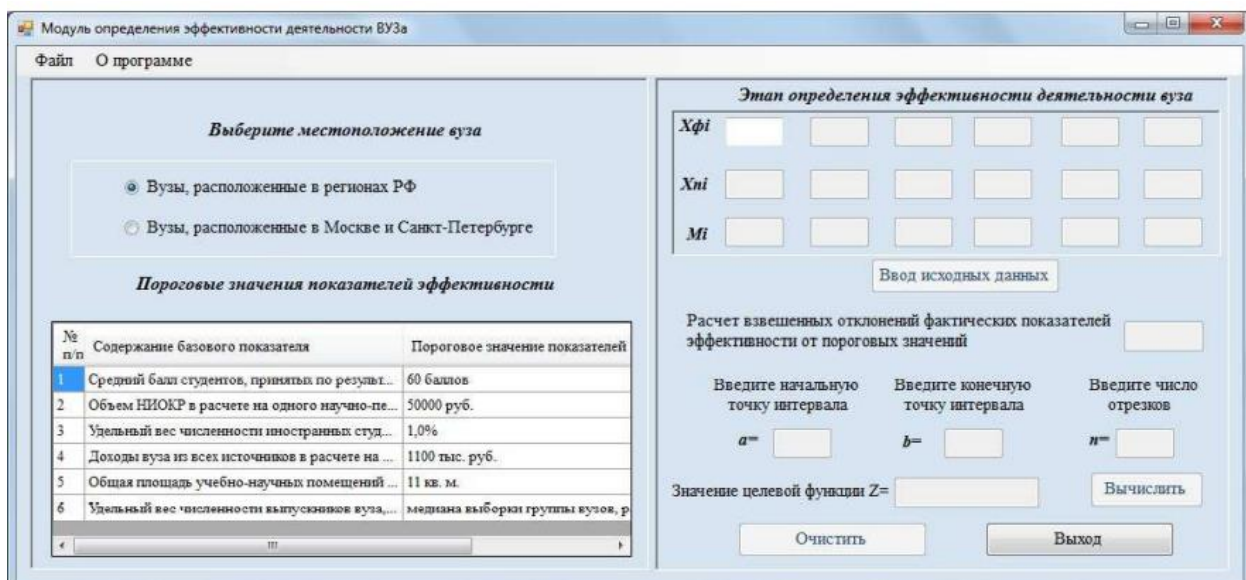 Модуль определения эффективности деятельности ВУЗа
Файл О программе
Выберите местоположение вуза
Вузы, расположенные в регионах РФ
Вузы, расположенные в Москве и Санкт-Петербурге
Пороговые значения показателей эффективности
№ п/п Содержание базового показателя Пороговое значение показателей
1 Средний балл студентов, принятых по результ... 60 баллов
2 Объем НИОКР в расчете на одного научно-пе... 50000 руб.
3 Удельный вес численности иностранных студ... 1,0%
4 Доходы вуза из всех источников в расчете на ... 1100 тыс. руб.
5 Общая площадь учебно-научных помещений ... 11 кв. м.
6 Удельный вес численности выпускников вуза,... медиана выборки группы вузов, р
Этап определения эффективности деятельности вуза
Xфi
Xпi
Mi
Ввод исходных данных
Расчет взвешенных отклонений фактических показателей
эффективности от пороговых значений
Введите начальную точку интервала
Введите конечную точку интервала
Введите число отрезков
a= b= n=
Значение целевой функции Z= Вычислить
Очистить Выход